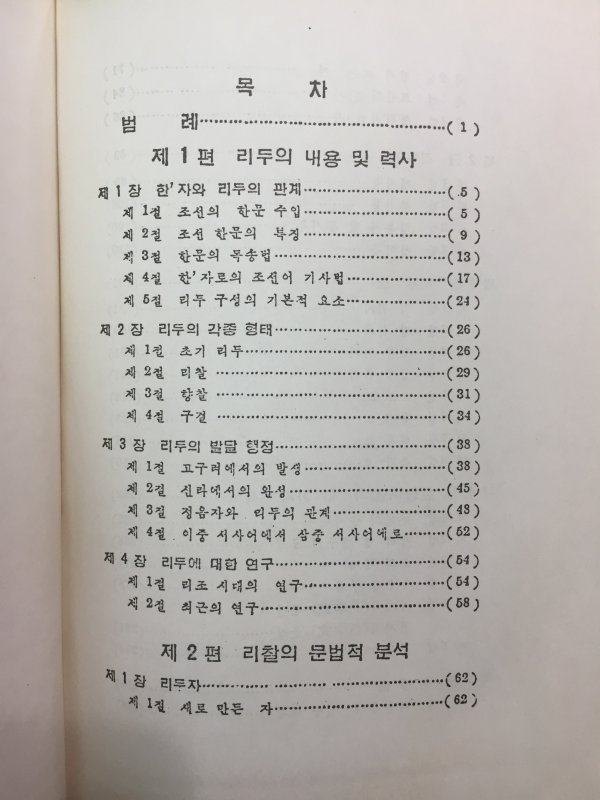 목 차
범 례……………………………………(1)
제1편 리두의 내용 및 력사
제1장 한'자와 리두의 관계……………………(5)
제1절 조선의 한문 수입……………………(5)
제2절 조선 한문의 특징……………………(9)
제3절 한문의 독송법……………………(13)
제4절 한'자로의 조선어 기사법……………………(17)
제5절 리두 구성의 기본적 요소……………………(24)
제2장 리두의 각종 형태……………………(26)
제1절 초기 리두……………………(26)
제2절 리찰……………………(29)
제3절 향찰……………………(31)
제4절 구결……………………(34)
제3장 리두의 발달 행정……………………(38)
제1절 고구려에서의 발생……………………(38)
제2절 신라에서의 완성……………………(45)
제3절 정음자와 리두의 관계……………………(48)
제4절 이중 서사어에서 삼중 서사어에로……………………(52)
제4장 리두에 대한 연구……………………(54)
제1절 리조 시대의 연구……………………(54)
제2절 최근의 연구……………………(58)
제2편 리찰의 문법적 분석
제1장 리두자……………………(62)
제1절 새로 만든 자……………………(62)